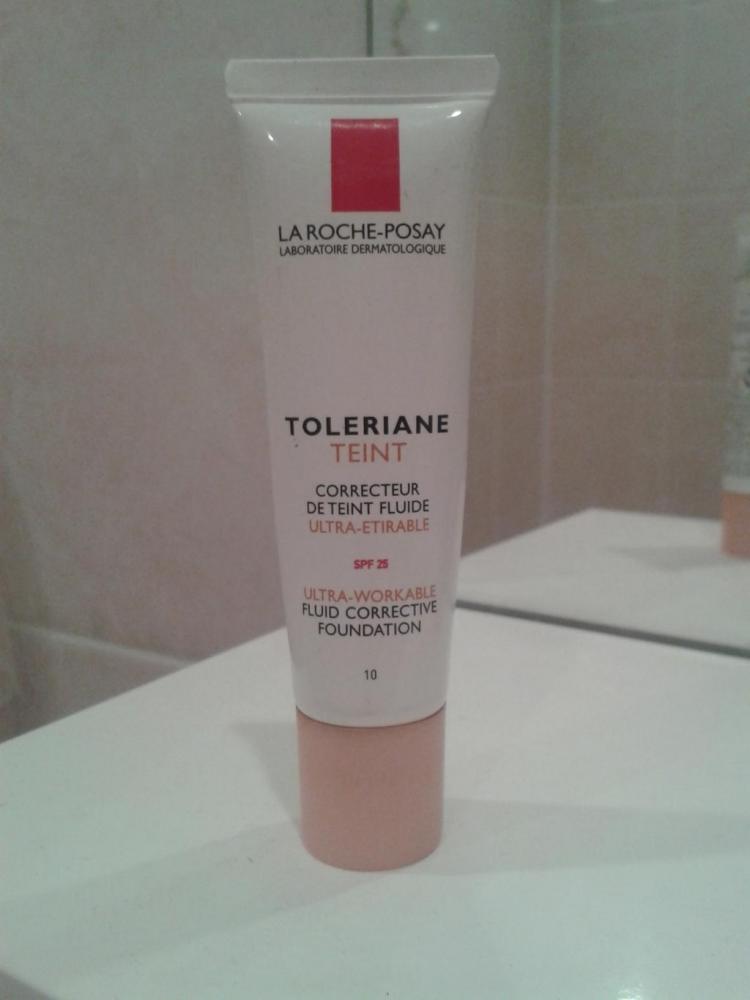 LA ROCHE-POSAY
LABORATOIRE DERMATOLOGIQUE
TOLERIANE
TEINT
CORRECTEUR
DE TEINT FLUIDE
ULTRA-ETIRABLE
SPF 25
ULTRA-WORKABLE
FLUID CORRECTIVE
FOUNDATION
10